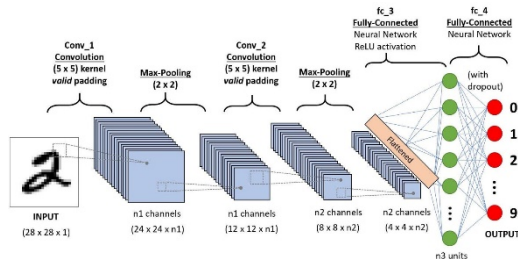 fc_3
Fully-Connected
Neural Network
ReLU activation
fc_4
Fully-Connected
Neural Network
Conv_1
Convolution
(5 x 5) kernel
valid padding
Max-Pooling
(2 x 2)
Conv_2
Convolution
(5 x 5) kernel
valid padding
Max-Pooling
(2 x 2)
(with
dropout)
Flattened
0
1
2
9
2
INPUT
(28 x 28 x 1)
n1 channels
(24 x 24 x n1)
n1 channels
(12 x 12 x n1)
n2 channels
(8 x 8 x n2)
n2 channels
(4 x 4 x n2)
OUTPUT
n3 units